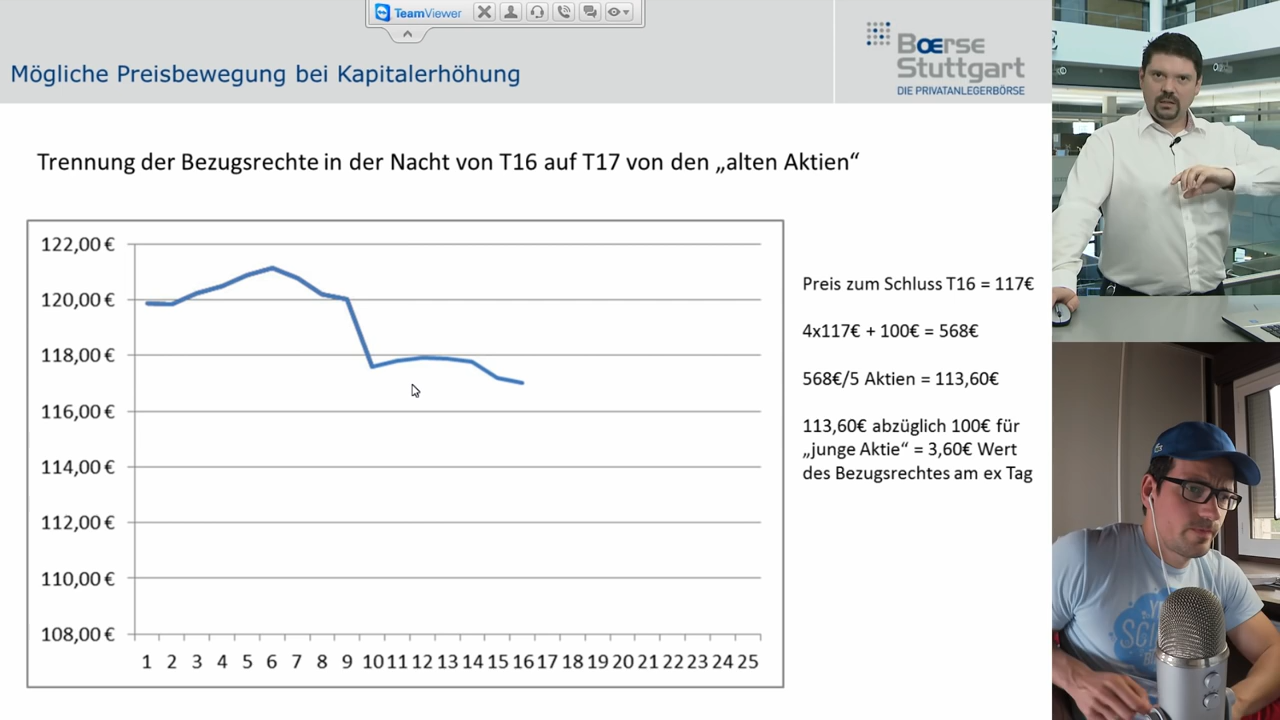 TeamViewer
Mögliche Preisbewegung bei Kapitalerhöhung
Boerse
Stuttgart
DIE PRIVATANLEGERBÖRSE
Trennung der Bezugsrechte in der Nacht von T16 auf T17 von den „alten Aktien“
122,00 €
120,00 €
118,00 €
116,00 €
114,00 €
112,00 €
110,00 €
108,00 €
1 2 3 4 5 6 7 8 9 10 11 12 13 14 15 16 17 18 19 20 21 22 23 24 25
Preis zum Schluss T16 = 117€
4x117€ + 100€ = 568€
568€/5 Aktien = 113,60€
113,60€ abzüglich 100€ für
„junge Aktie“ = 3,60€ Wert
des Bezugsrechtes am ex Tag